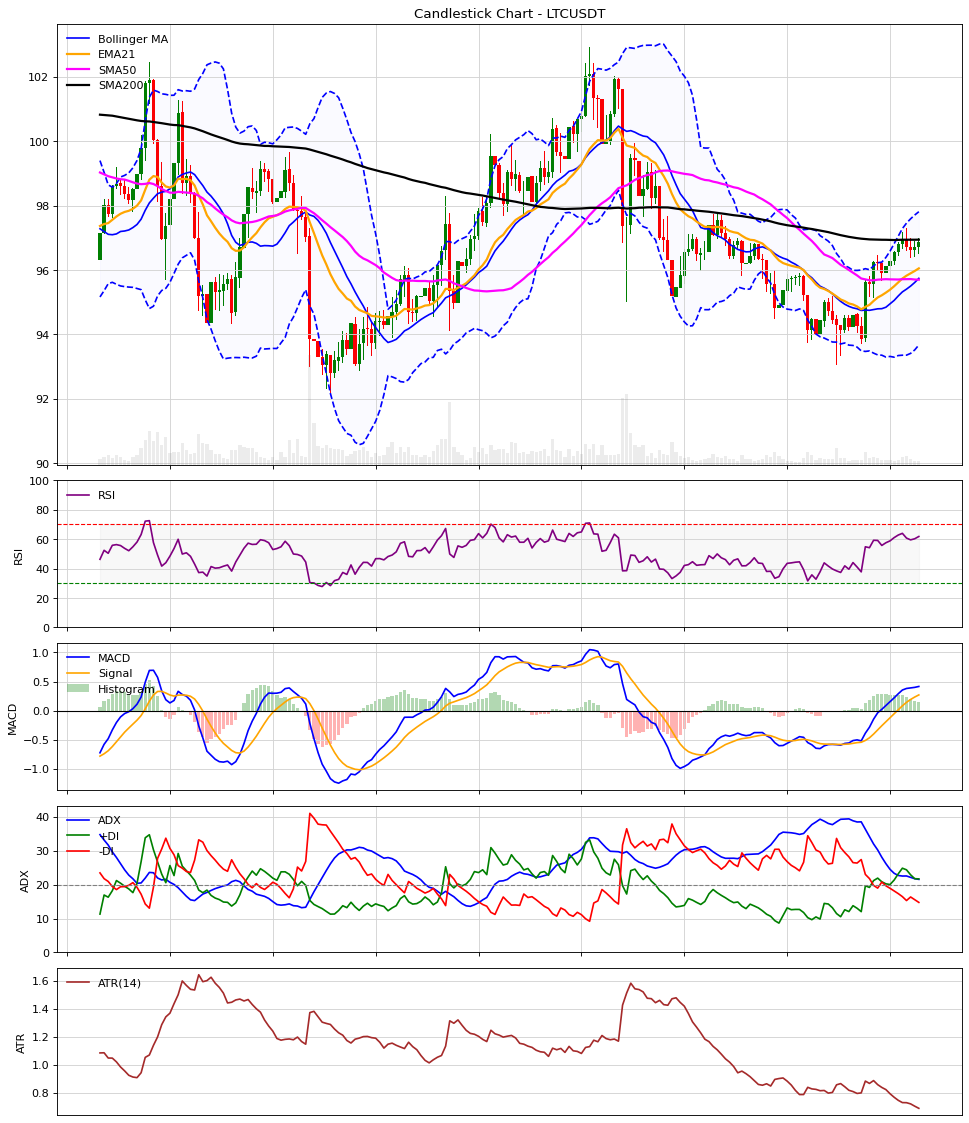 Candlestick Chart - LTCUSDT
Bollinger MA
EMA21
SMA50
SMA200
102
100
98
96
94
92
90
RSI
100
80
60
40
20
0
RSI
MACD
Signal
Histogram
1.0
0.5
0.0
−0.5
−1.0
MACD
ADX
+DI
-DI
40
30
20
10
0
ADX
ATR(14)
1.6
1.4
1.2
1.0
0.8
ATR